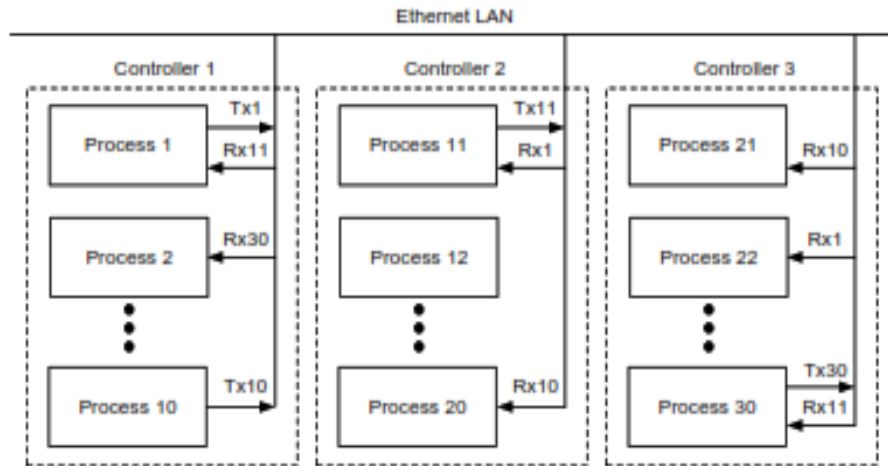 Ethernet LAN
Controller 1
Controller 2
Controller 3
Process 1
Tx1
Rx11
Process 11
Tx11
Rx1
Process 21
Rx10
Process 2
Rx30
Process 12
Process 22
Rx1
Process 10
Tx10
Process 20
Rx10
Process 30
Tx30
Rx11